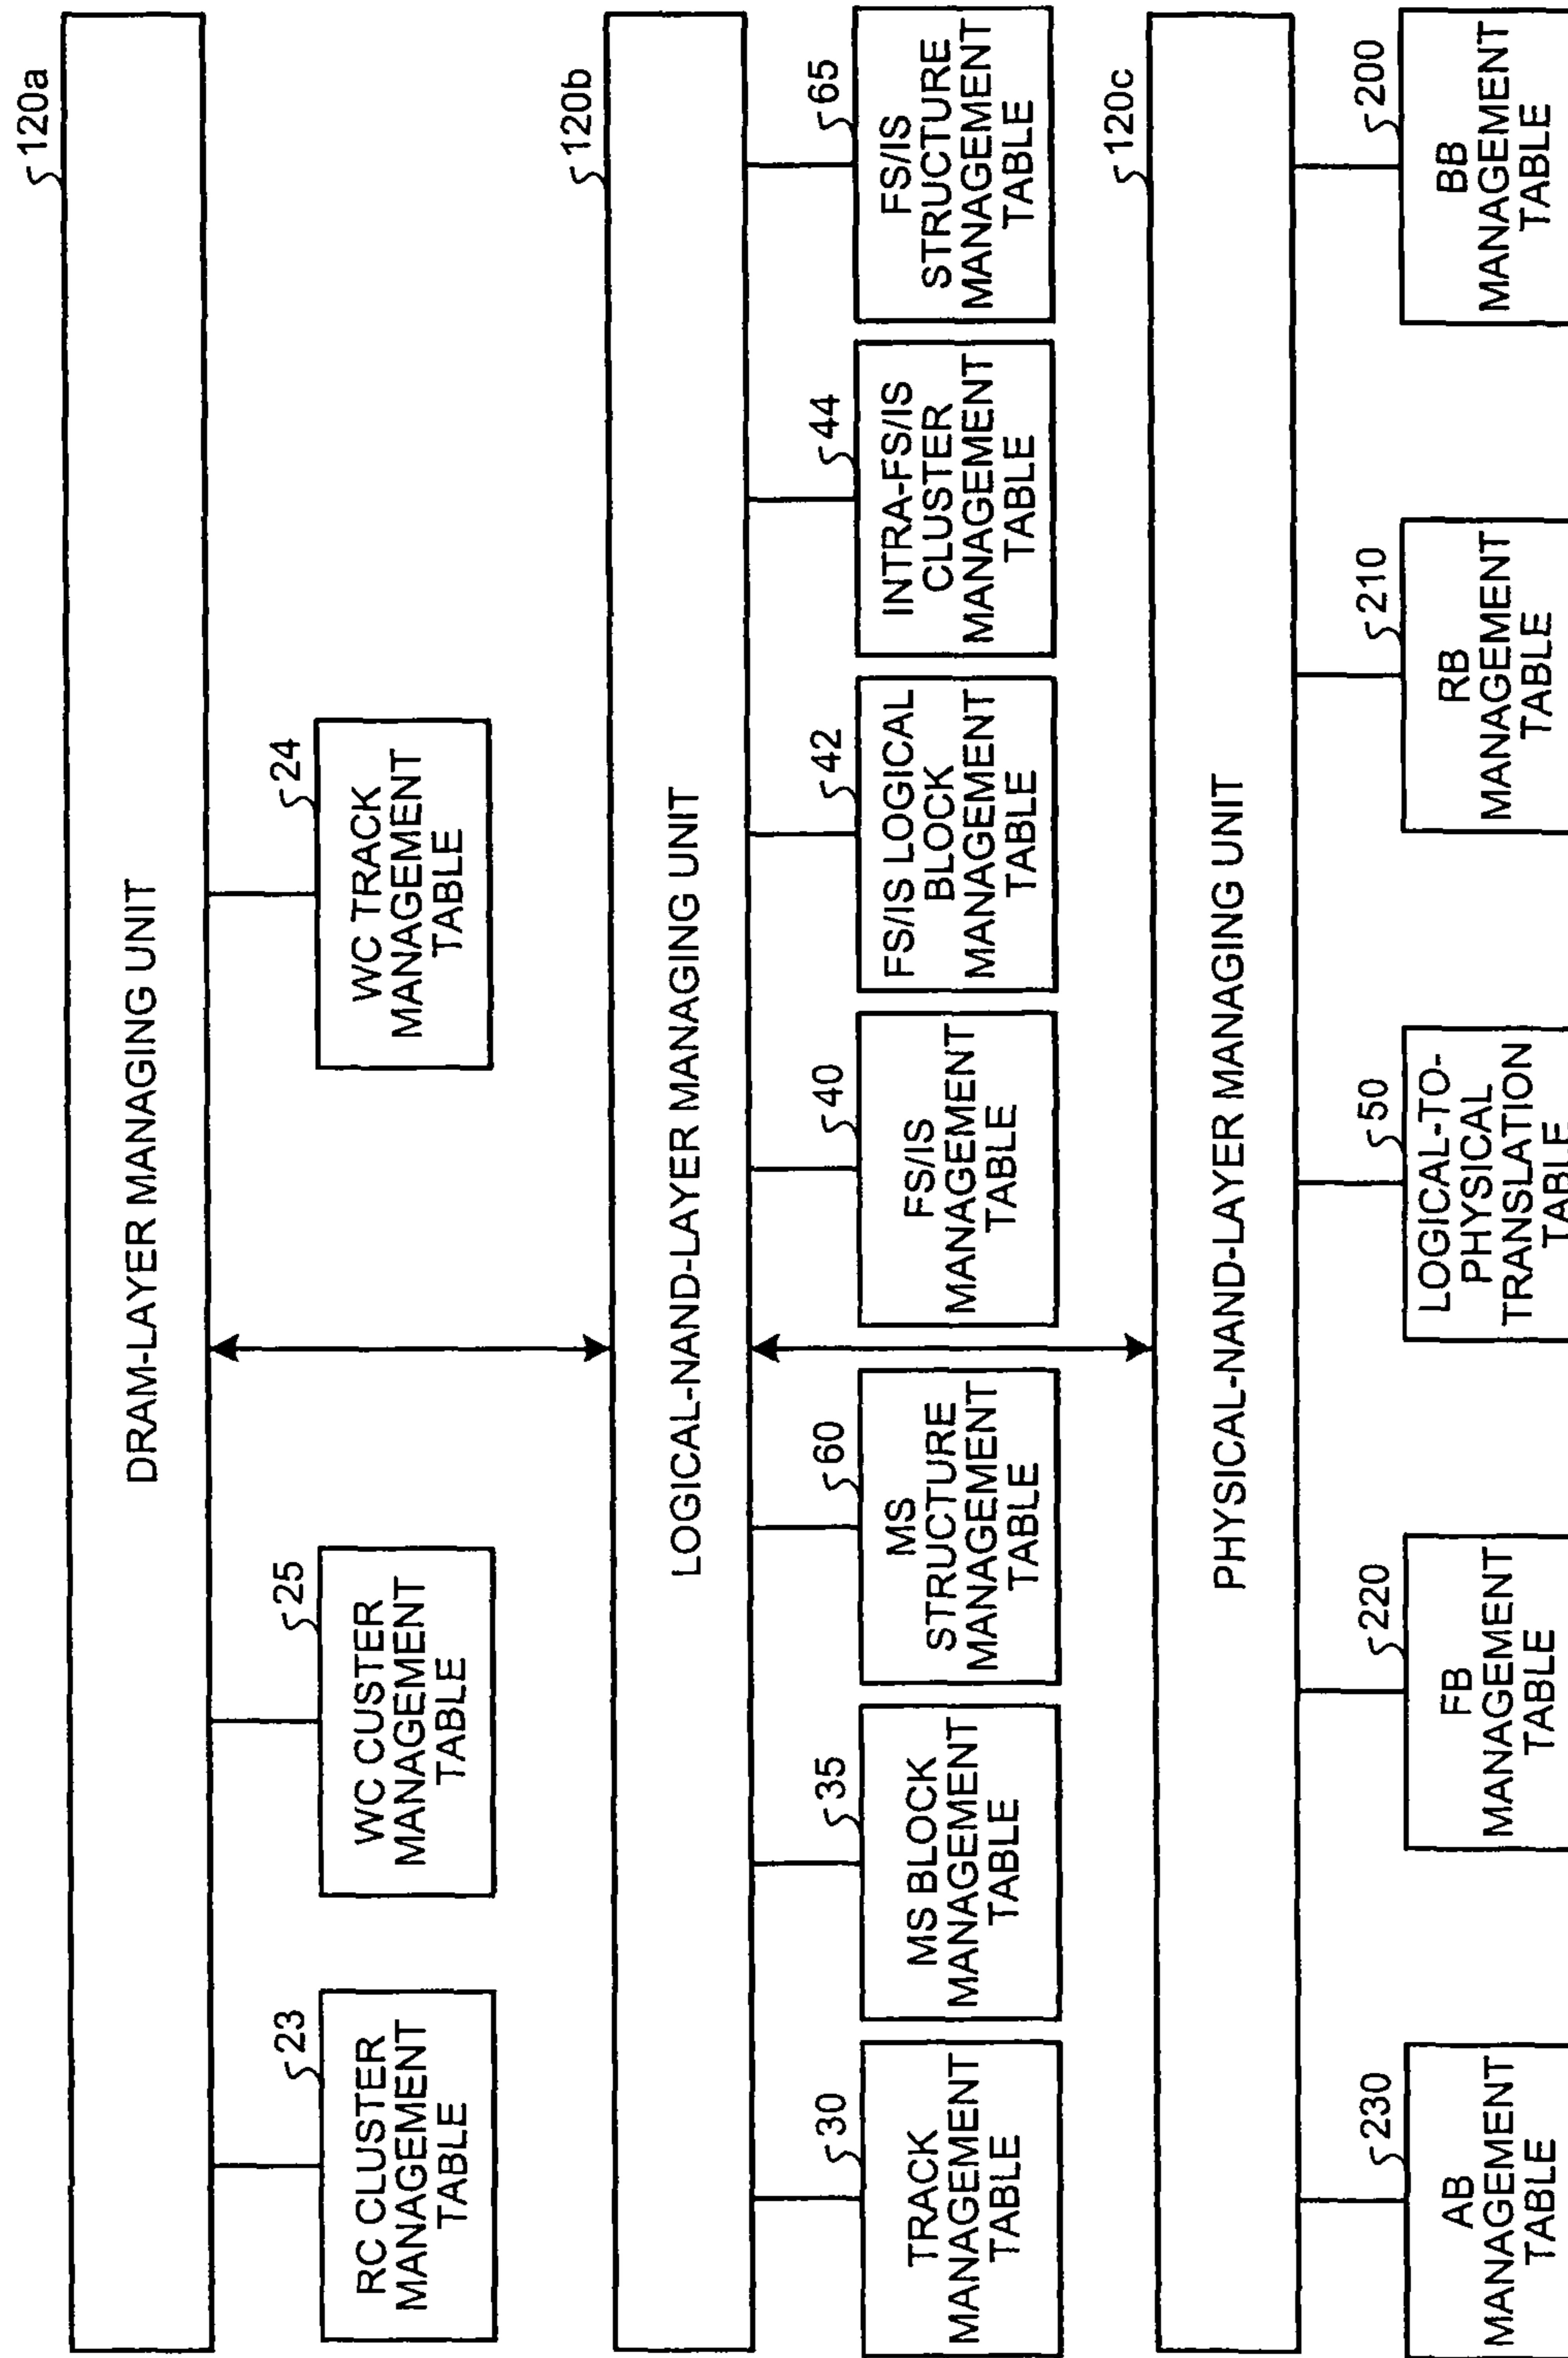 120a
DRAM-LAYER MANAGING UNIT
23
RC CLUSTER
MANAGEMENT
TABLE
25
WC CUSTER
MANAGEMENT
TABLE
24
WC TRACK
MANAGEMENT
TABLE
120b
LOGICAL-NAND-LAYER MANAGING UNIT
30
TRACK
MANAGEMENT
TABLE
35
MS BLOCK
MANAGEMENT
TABLE
60
MS
STRUCTURE
MANAGEMENT
TABLE
40
FS/IS
MANAGEMENT
TABLE
42
FS/IS LOGICAL
BLOCK
MANAGEMENT
TABLE
44
INTRA-FS/IS
CLUSTER
MANAGEMENT
TABLE
65
FS/IS
STRUCTURE
MANAGEMENT
TABLE
120c
PHYSICAL-NAND-LAYER MANAGING UNIT
230
AB
MANAGEMENT
TABLE
220
FB
MANAGEMENT
TABLE
50
LOGICAL-TO-
PHYSICAL
TRANSLATION
TABLE
210
RB
MANAGEMENT
TABLE
200
BB
MANAGEMENT
TABLE